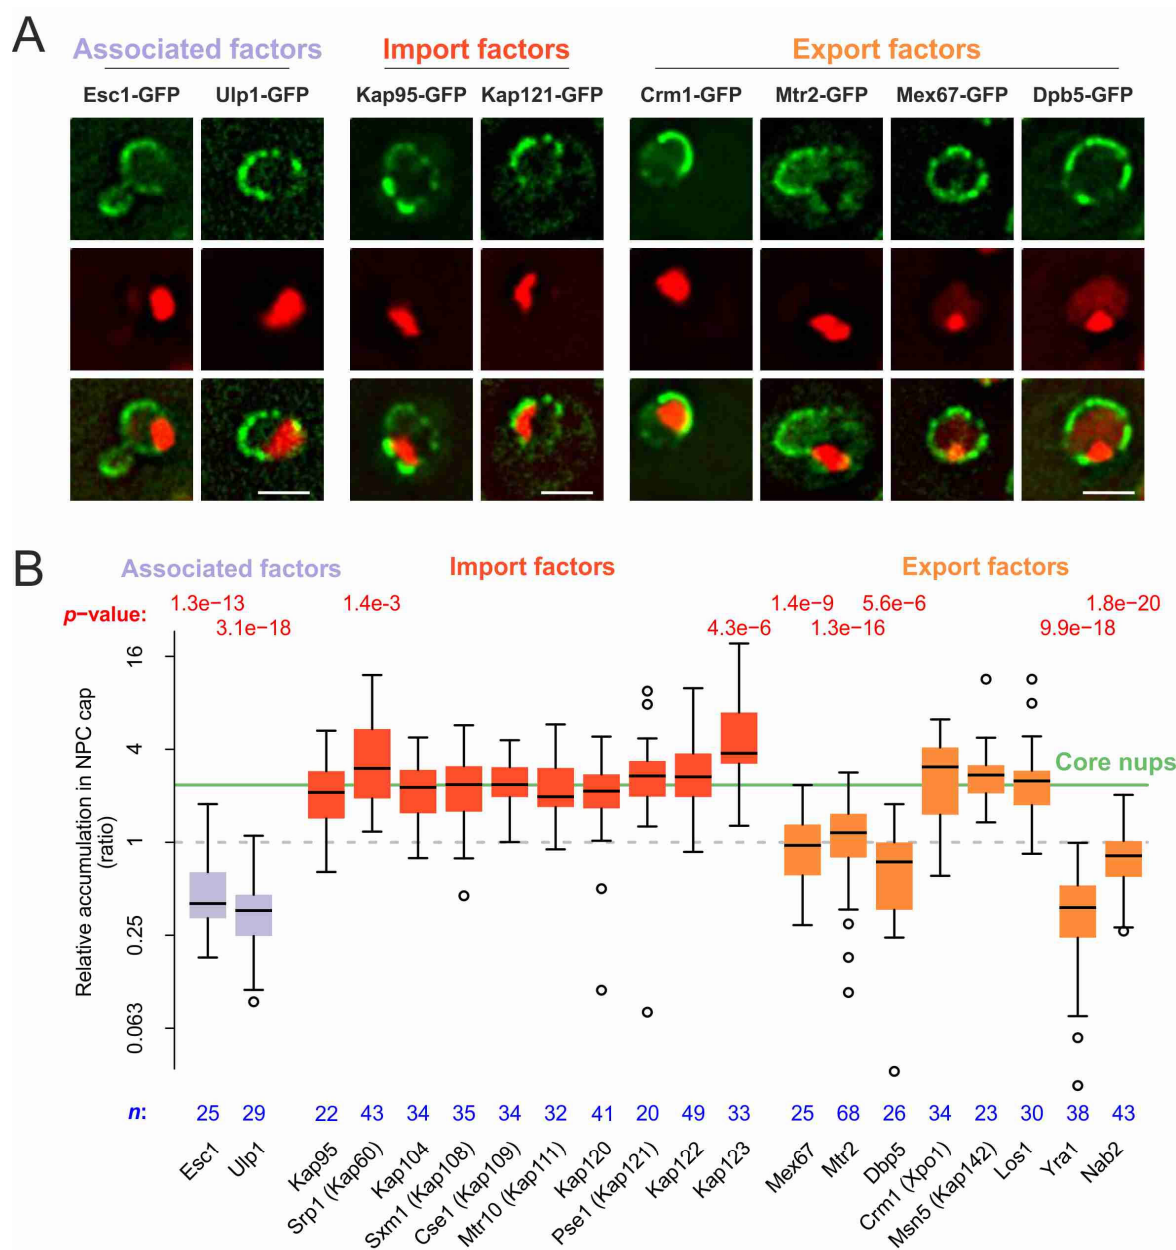 A
Associated factors Import factors Export factors
Esc1-GFP Ulp1-GFP Kap95-GFP Kap121-GFP Crm1-GFP Mtr2-GFP Mex67-GFP Dpb5-GFP
B
Associated factors Import factors Export factors
p-value: 1.3e−13 3.1e−18 1.4e-3 4.3e−6 1.4e−9 1.3e−16 5.6e−6 9.9e−18 1.8e−20
Relative accumulation in NPC cap
(ratio)
16
4
1
0.25
0.063
Core nups
n: 25 29 22 43 34 35 34 32 41 20 49 33 25 68 26 34 23 30 38 43
Esc1
Ulp1
Kap95
Srp1 (Kap60)
Kap104
Sxm1 (Kap108)
Cse1 (Kap109)
Mtr10 (Kap111)
Kap120
Pse1 (Kap121)
Kap122
Kap123
Mex67
Mtr2
Dbp5
Crm1 (Xpo1)
Msn5 (Kap142)
Los1
Yra1
Nab2